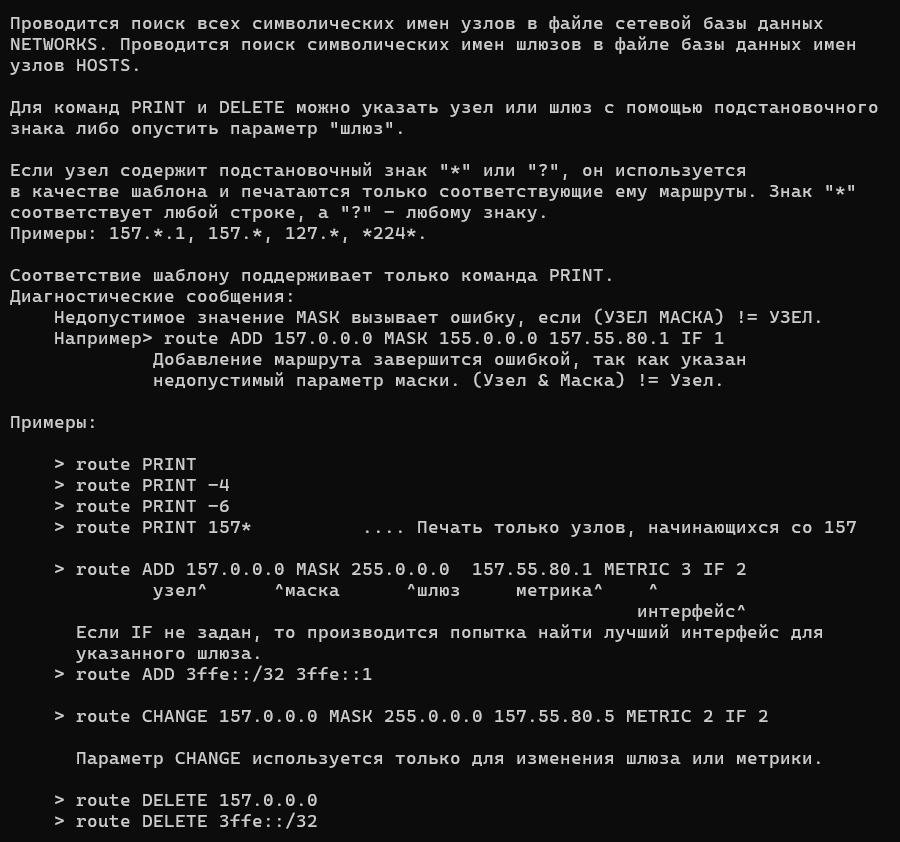 Проводится поиск всех символических имен узлов в файле сетевой базы данных
NETWORKS. Проводится поиск символических имен шлюзов в файле базы данных имен
узлов HOSTS.

Для команд PRINT и DELETE можно указать узел или шлюз с помощью подстановочного
знака либо опустить параметр "шлюз".

Если узел содержит подстановочный знак "*" или "?", он используется
в качестве шаблона и печатаются только соответствующие ему маршруты. Знак "*"
соответствует любой строке, а "?" - любому знаку.
Примеры: 157.*.1, 157.*, 127.*, *224*.

Соответствие шаблону поддерживает только команда PRINT.
Диагностические сообщения:
    Недопустимое значение MASK вызывает ошибку, если (УЗЕЛ МАСКА) != УЗЕЛ.
    Например> route ADD 157.0.0.0 MASK 155.0.0.0 157.55.80.1 IF 1
             Добавление маршрута завершится ошибкой, так как указан
             недопустимый параметр маски. (Узел & Маска) != Узел.

Примеры:

    > route PRINT
    > route PRINT -4
    > route PRINT -6
    > route PRINT 157*          .... Печать только узлов, начинающихся со 157

    > route ADD 157.0.0.0 MASK 255.0.0.0  157.55.80.1 METRIC 3 IF 2
             узел^      ^маска      ^шлюз     метрика^    ^
                                                         интерфейс^
      Если IF не задан, то производится попытка найти лучший интерфейс для
      указанного шлюза.
    > route ADD 3ffe::/32 3ffe::1

    > route CHANGE 157.0.0.0 MASK 255.0.0.0 157.55.80.5 METRIC 2 IF 2

      Параметр CHANGE используется только для изменения шлюза или метрики.

    > route DELETE 157.0.0.0
    > route DELETE 3ffe::/32